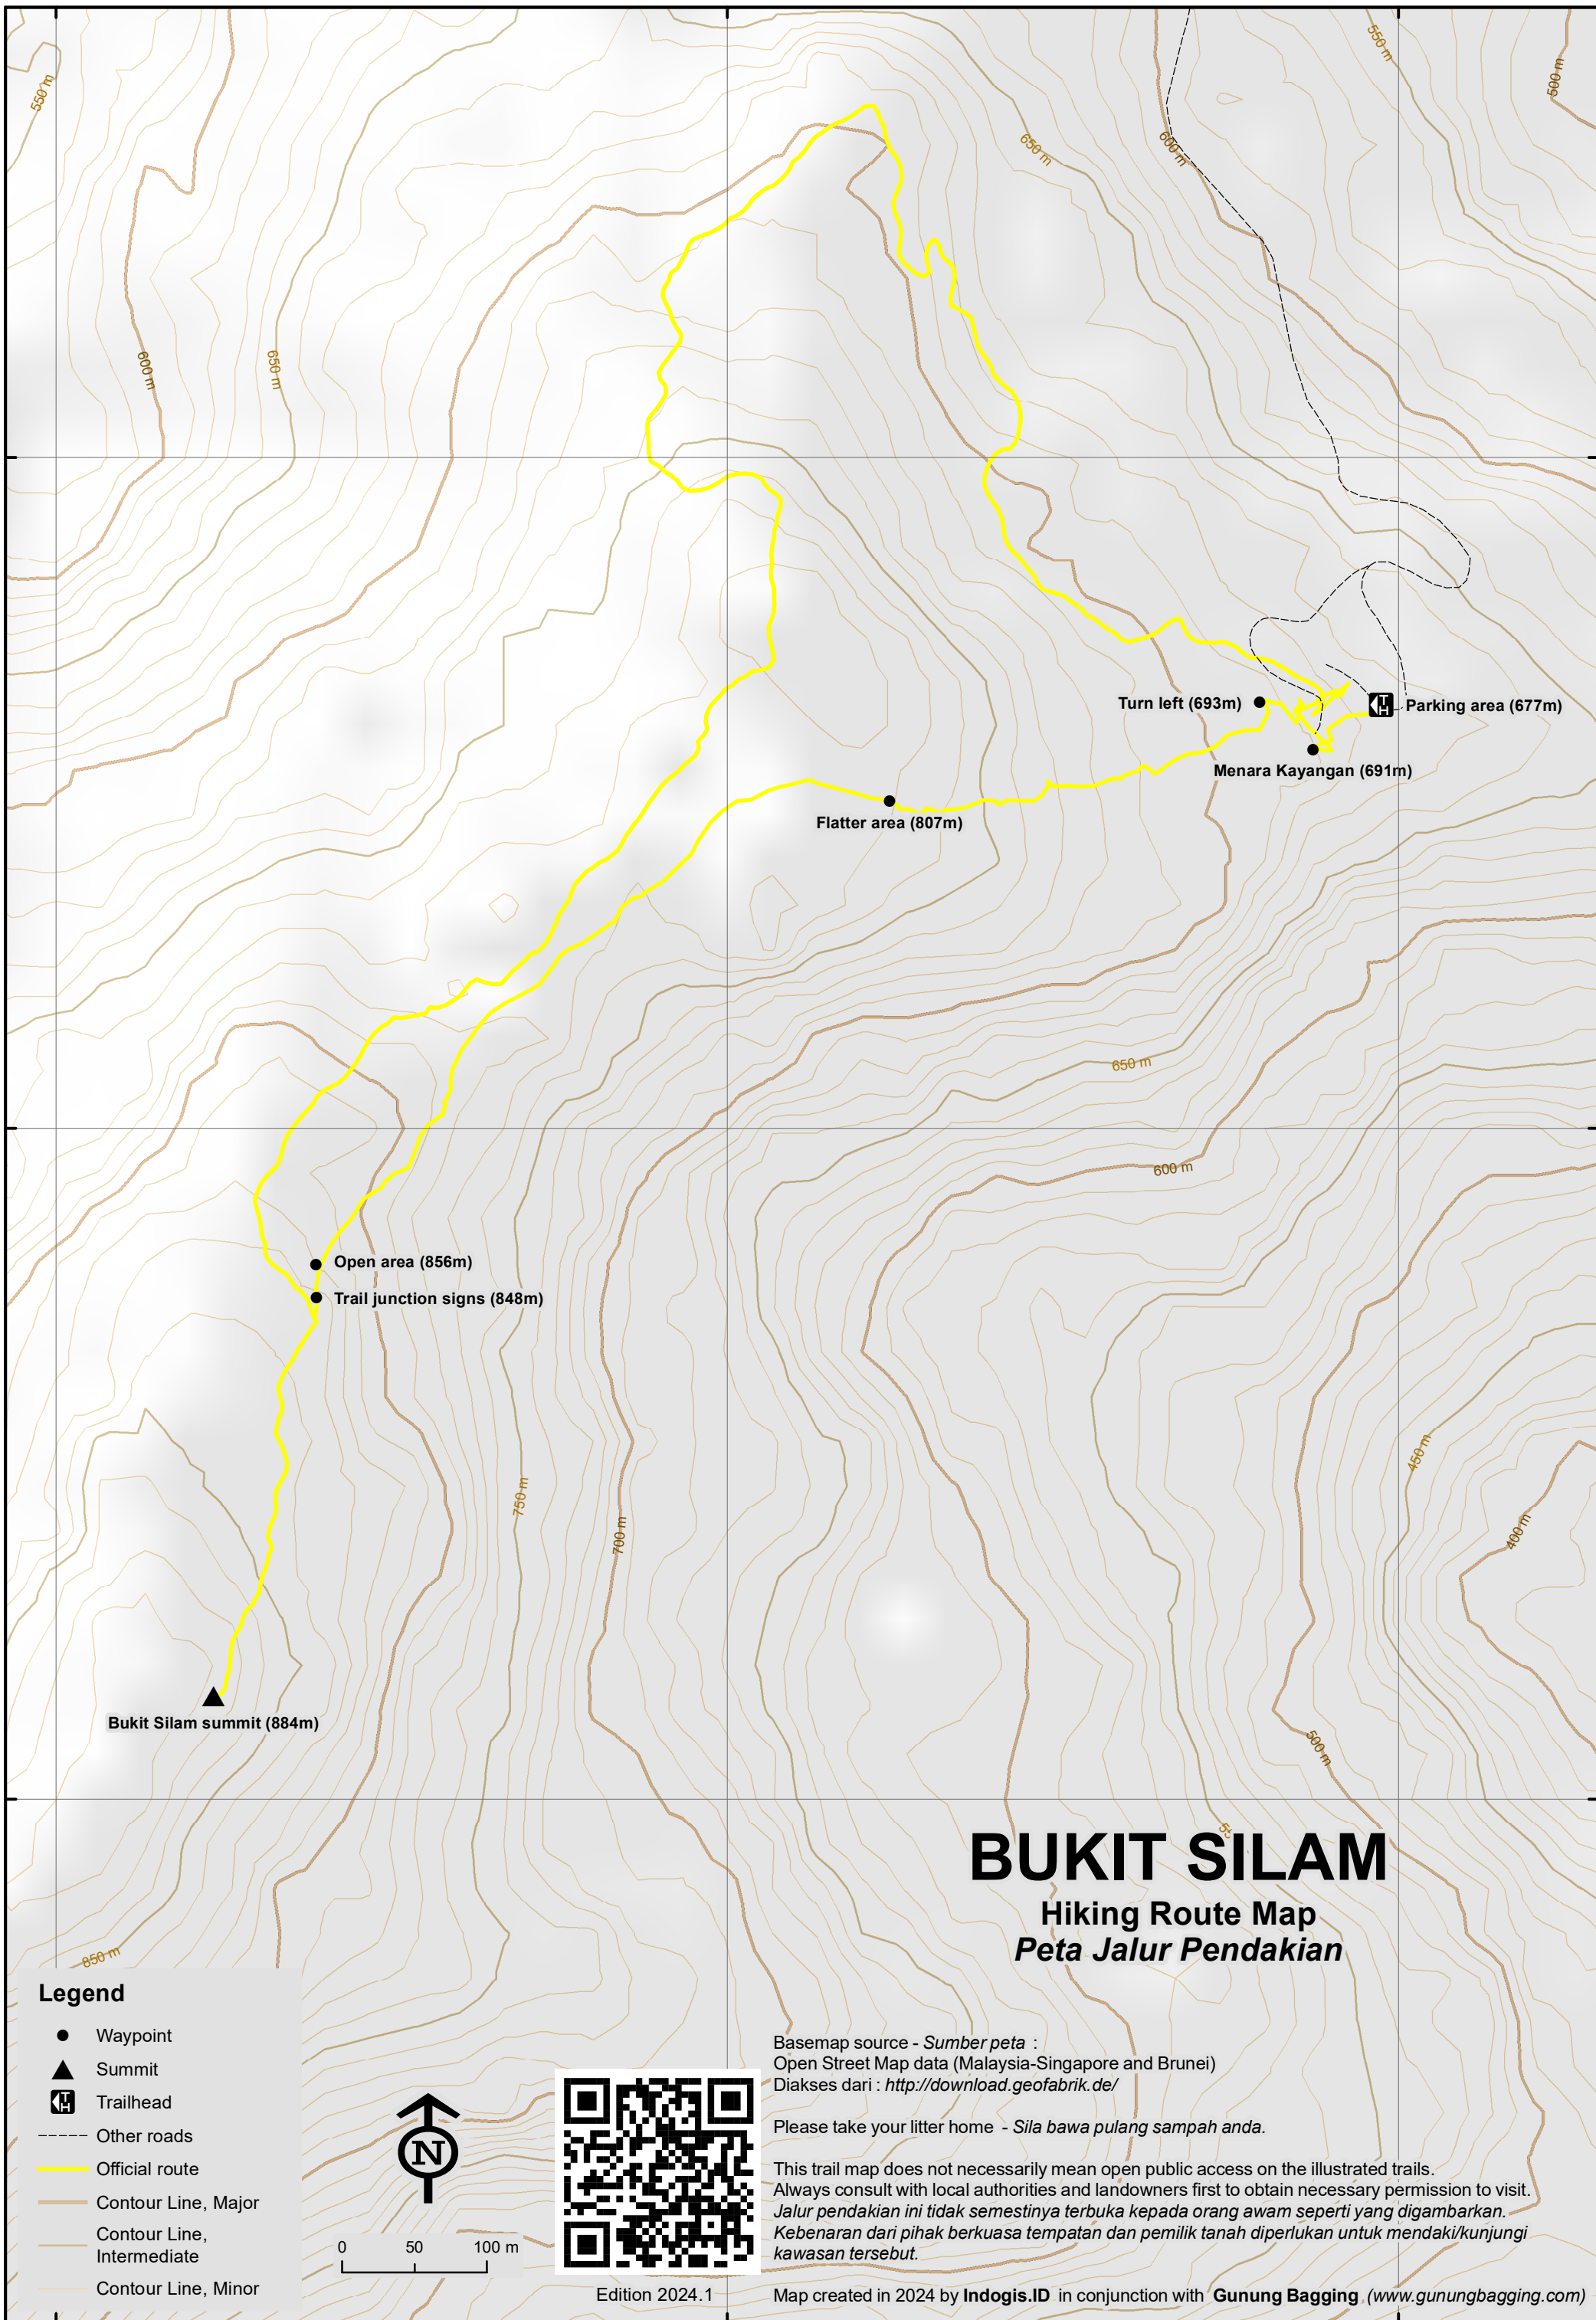 550 m
550 m
500 m
650 m
600 m
600 m
650 m
Turn left (693m)
TH
Parking area (677m)
Menara Kayangan (691m)
Flatter area (807m)
650 m
600 m
Open area (856m)
Trail junction signs (848m)
450 m
750 m
700 m
400 m
Bukit Silam summit (884m)
500 m
BUKIT SILAM
Hiking Route Map
Peta Jalur Pendakian
850 m
Legend
Waypoint
Summit
TH
Trailhead
Other roads
Official route
Contour Line, Major
Contour Line,
Intermediate
Contour Line, Minor
N
0 50 100 m
Edition 2024.1
Basemap source - Sumber peta :
Open Street Map data (Malaysia-Singapore and Brunei)
Diakses dari : http://download.geofabrik.de/
Please take your litter home - Sila bawa pulang sampah anda.
This trail map does not necessarily mean open public access on the illustrated trails.
Always consult with local authorities and landowners first to obtain necessary permission to visit.
Jalur pendakian ini tidak semestinya terbuka kepada orang awam seperti yang digambarkan.
Kebenaran dari pihak berkuasa tempatan dan pemilik tanah diperlukan untuk mendaki/kunjungi
kawasan tersebut.
Map created in 2024 by Indogis.ID in conjunction with Gunung Bagging (www.gunungbagging.com)